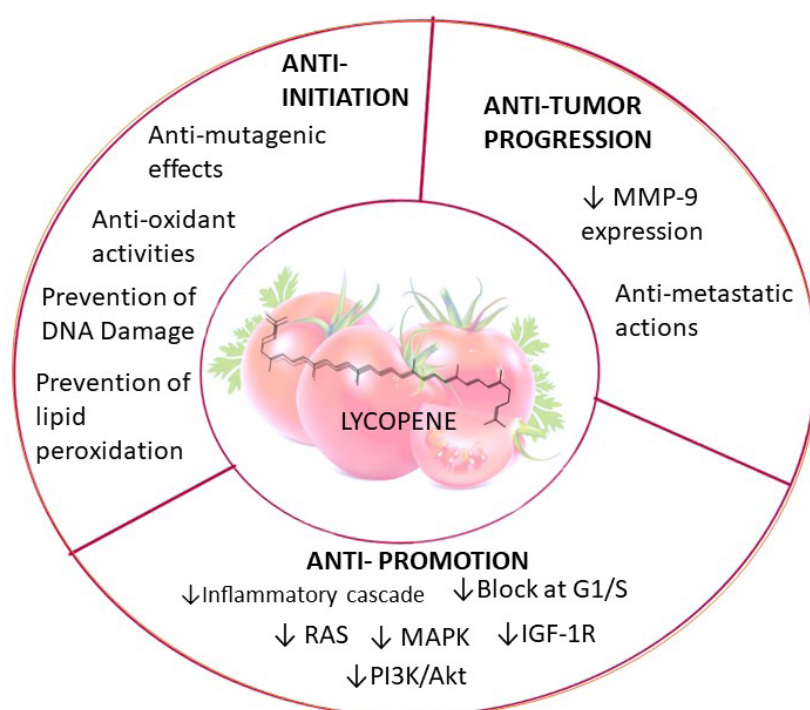 ANTI-
INITIATION
Anti-mutagenic
effects
Anti-oxidant
activities
Prevention of
DNA Damage
Prevention of
lipid
peroxidation
ANTI-TUMOR
PROGRESSION
↓ MMP-9
expression
Anti-metastatic
actions
LYCOPENE
ANTI- PROMOTION
↓Inflammatory cascade ↓Block at G1/S
↓ RAS ↓ MAPK ↓IGF-1R
↓PI3K/Akt